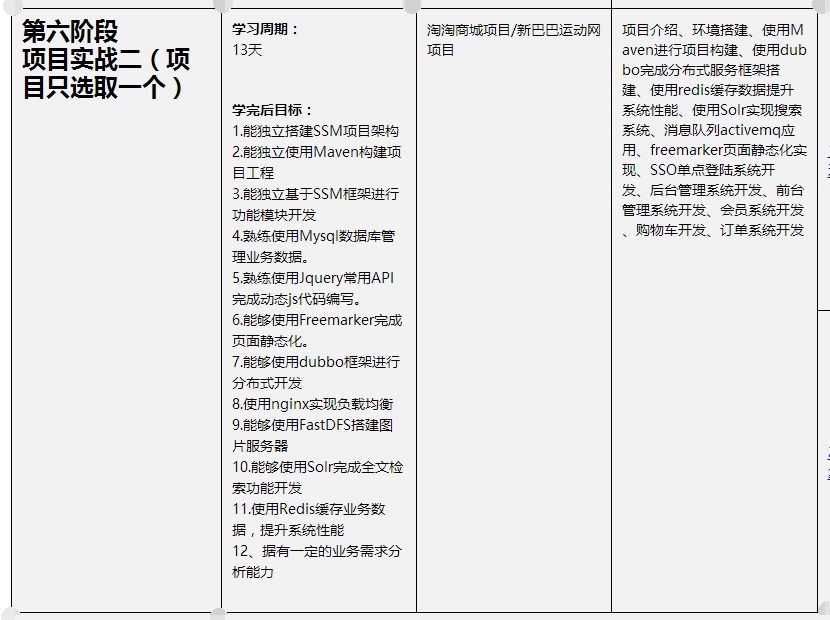 第六阶段
项目实战二（项
目只选取一个）
学习周期：
13天
学完后目标：
1.能独立搭建SSM项目架构
2.能独立使用Maven构建项
目工程
3.能独立基于SSM框架进行
功能模块开发
4.熟练使用Mysql数据库管
理业务数据。
5.熟练使用Jquery常用API
完成动态js代码编写。
6.能够使用Freemarker完成
页面静态化。
7.能够使用dubbo框架进行
分布式开发
8.使用nginx实现负载均衡
9.能够使用FastDFS搭建图
片服务器
10.能够使用Solr完成全文检
索功能开发
11.使用Redis缓存业务数
据，提升系统性能
12、据有一定的业务需求分
析能力
淘淘商城项目/新巴巴运动网
项目
项目介绍、环境搭建、使用M
aven进行项目构建、使用dub
bo完成分布式服务框架搭
建、使用redis缓存数据提升
系统性能、使用Solr实现搜索
系统、消息队列activemq应
用、freemarker页面静态化实
现、SSO单点登陆系统开
发、后台管理系统开发、前台
管理系统开发、会员系统开发
、购物车开发、订单系统开发